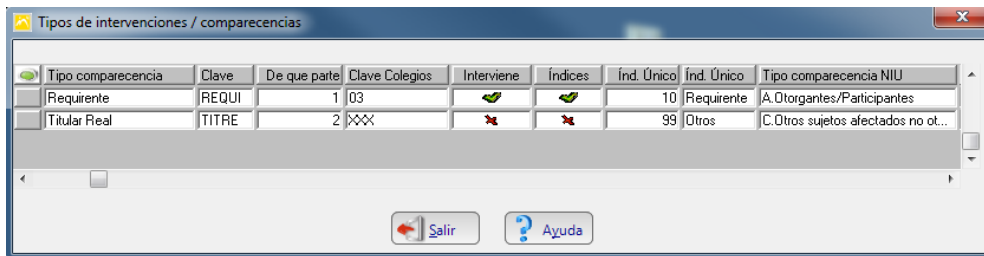 Tipos de intervenciones / comparecencias
Tipo comparecencia Clave De que parte Clave Colegios Interviene Índices Índ. Único Índ. Único Tipo comparecencia NIU
Requirente REQUI 1 03 10 Requirente A.Otorgantes/Participantes
Titular Real TITRE 2 XXX 99 Otros C.Otros sujetos afectados no ot...
Salir Ayuda